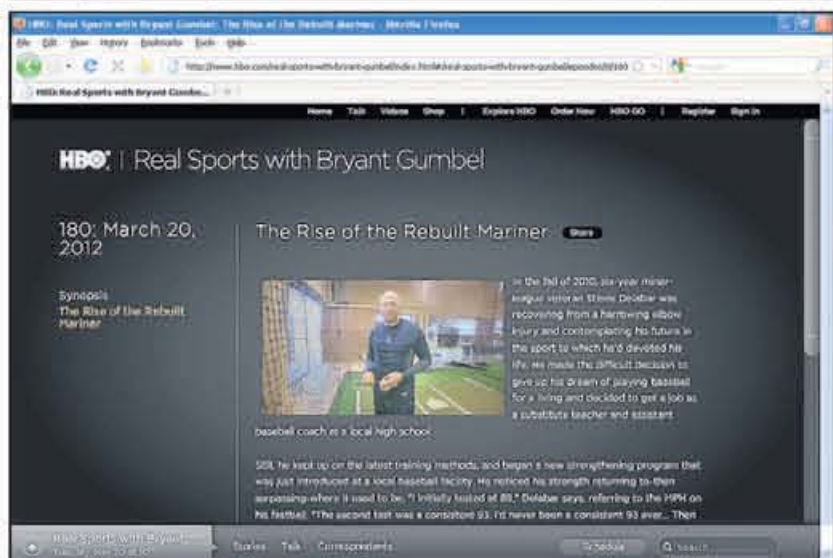 HBO: Real Sports with Bryant Gumbel: The Rise of the Rebuilt Mariner - Mozilla Firefox
File Edit View History Bookmarks Tools Help
HBO: Real Sports with Bryant Gumbe...
Home Talk Videos Shop | Explore HBO Order Now HBO GO | Register Sign In
HBO | Real Sports with Bryant Gumbel
180: March 20,
2012
Synopsis
The Rise of the Rebuilt
Mariner
The Rise of the Rebuilt Mariner Share
In the fall of 2010, six-year minor-
league veteran Steve Delabar was
recovering from a harrowing elbow
injury and contemplating his future in
the sport to which he'd devoted his
life. He made the difficult decision to
give up his dream of playing baseball
for a living and decided to get a job as
a substitute teacher and assistant
baseball coach at a local high school.
Still, he kept up on the latest training methods, and began a new strengthening program that
was just introduced at a local baseball facility. He noticed his strength returning to-then
surpassing-where it used to be. "I initially tested at 89," Delabar says, referring to the MPH on
his fastball. "The second test was a consistent 93. I'd never been a consistent 93 ever... Then
Real Sports with Bryant
Stories Talk Correspondents Schedule Search